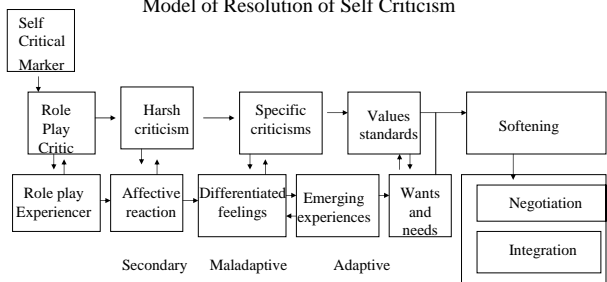 Model of Resolution of Self Criticism
Self
Critical
Marker
Role
Play
Critic
Harsh
criticism
Specific
criticisms
Values
standards
Softening
Role play
Experiencer
Affective
reaction
Differentiated
feelings
Emerging
experiences
Wants
and
needs
Negotiation
Integration
Secondary
Maladaptive
Adaptive